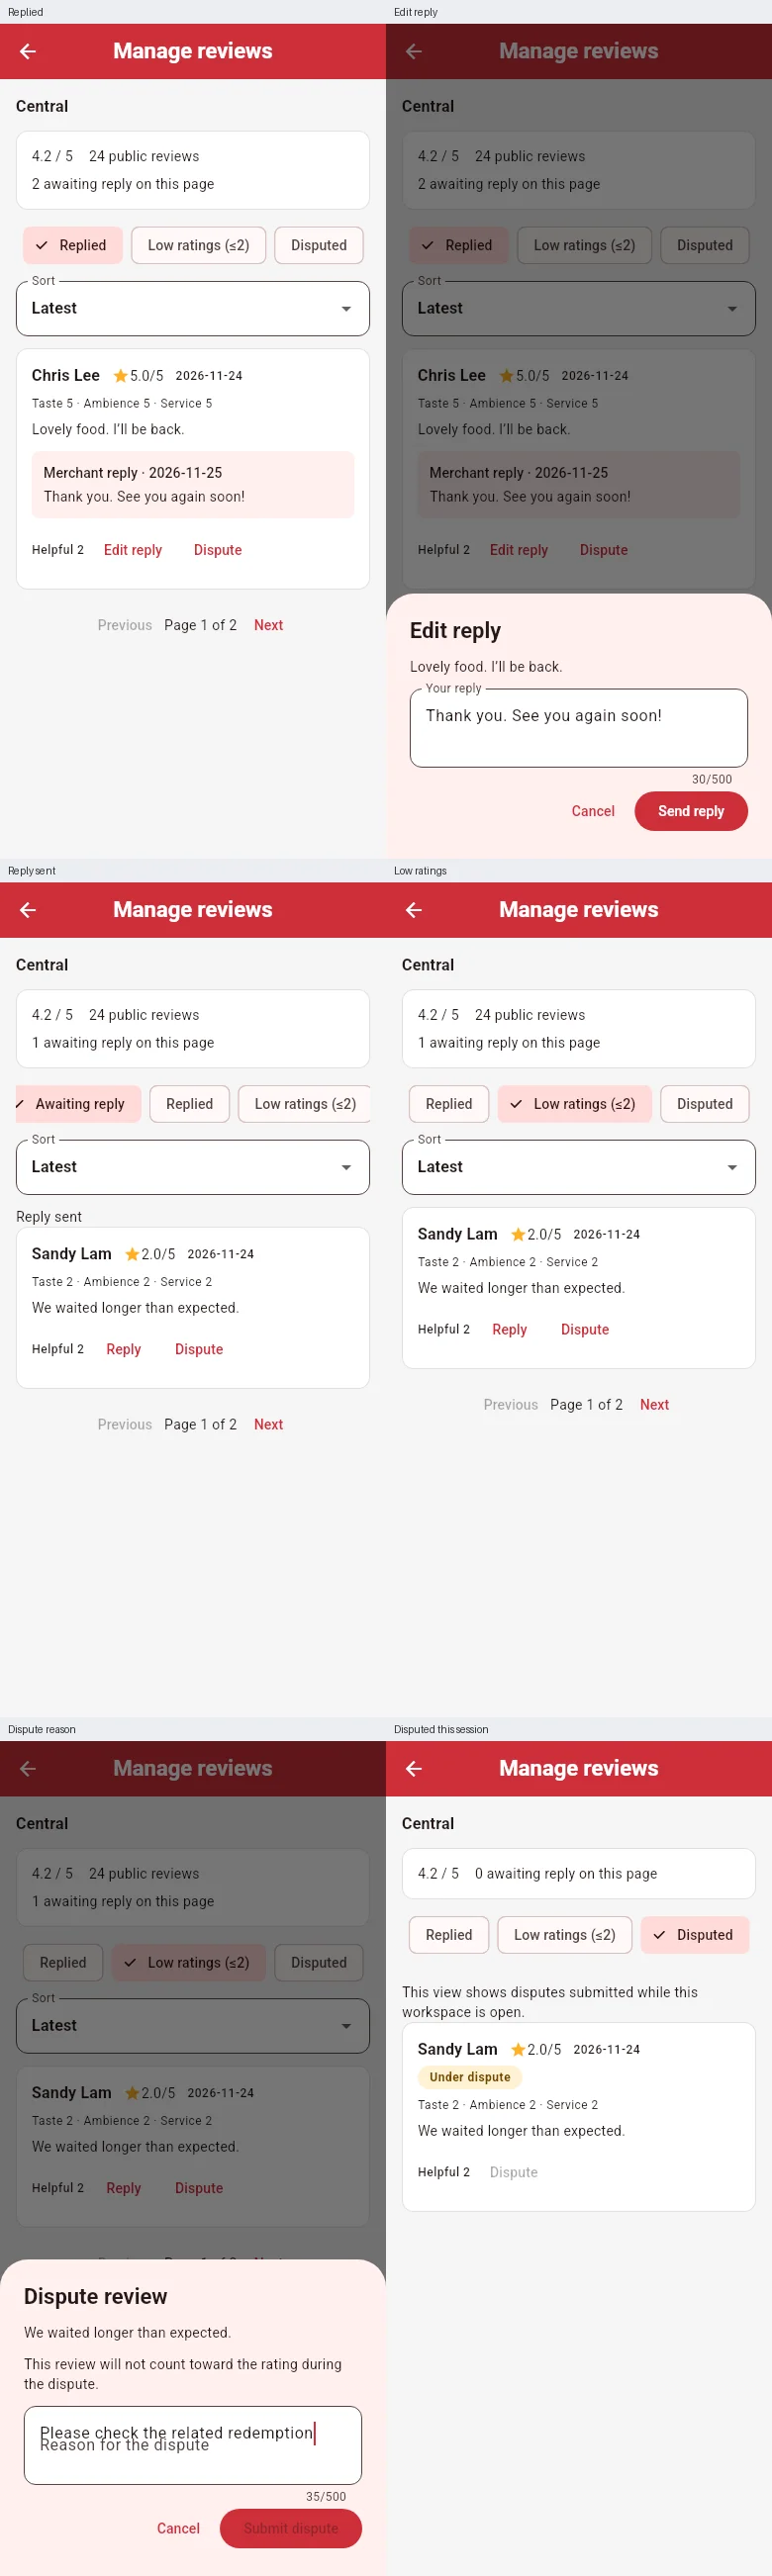 Replied
Manage reviews
Central
4.2 / 5 24 public reviews
2 awaiting reply on this page
Replied Low ratings (≤2) Disputed
Sort
Latest
Chris Lee 5.0/5 2026-11-24
Taste 5 · Ambience 5 · Service 5
Lovely food. I’ll be back.
Merchant reply · 2026-11-25
Thank you. See you again soon!
Helpful 2 Edit reply Dispute
Previous Page 1 of 2 Next
Edit reply
Manage reviews
Central
4.2 / 5 24 public reviews
2 awaiting reply on this page
Replied Low ratings (≤2) Disputed
Sort
Latest
Chris Lee 5.0/5 2026-11-24
Taste 5 · Ambience 5 · Service 5
Lovely food. I’ll be back.
Merchant reply · 2026-11-25
Thank you. See you again soon!
Helpful 2 Edit reply Dispute
Edit reply
Lovely food. I’ll be back.
Your reply
Thank you. See you again soon!
30/500
Cancel Send reply
Reply sent
Manage reviews
Central
4.2 / 5 24 public reviews
1 awaiting reply on this page
Awaiting reply Replied Low ratings (≤2)
Sort
Latest
Reply sent
Sandy Lam 2.0/5 2026-11-24
Taste 2 · Ambience 2 · Service 2
We waited longer than expected.
Helpful 2 Reply Dispute
Previous Page 1 of 2 Next
Low ratings
Manage reviews
Central
4.2 / 5 24 public reviews
1 awaiting reply on this page
Replied Low ratings (≤2) Disputed
Sort
Latest
Sandy Lam 2.0/5 2026-11-24
Taste 2 · Ambience 2 · Service 2
We waited longer than expected.
Helpful 2 Reply Dispute
Previous Page 1 of 2 Next
Dispute reason
Manage reviews
Central
4.2 / 5 24 public reviews
1 awaiting reply on this page
Replied Low ratings (≤2) Disputed
Sort
Latest
Sandy Lam 2.0/5 2026-11-24
Taste 2 · Ambience 2 · Service 2
We waited longer than expected.
Helpful 2 Reply Dispute
Dispute review
We waited longer than expected.
This review will not count toward the rating during
the dispute.
Please check the related redemption
Reason for the dispute
35/500
Cancel Submit dispute
Disputed this session
Manage reviews
Central
4.2 / 5 0 awaiting reply on this page
Replied Low ratings (≤2) Disputed
This view shows disputes submitted while this
workspace is open.
Sandy Lam 2.0/5 2026-11-24
Under dispute
Taste 2 · Ambience 2 · Service 2
We waited longer than expected.
Helpful 2 Dispute